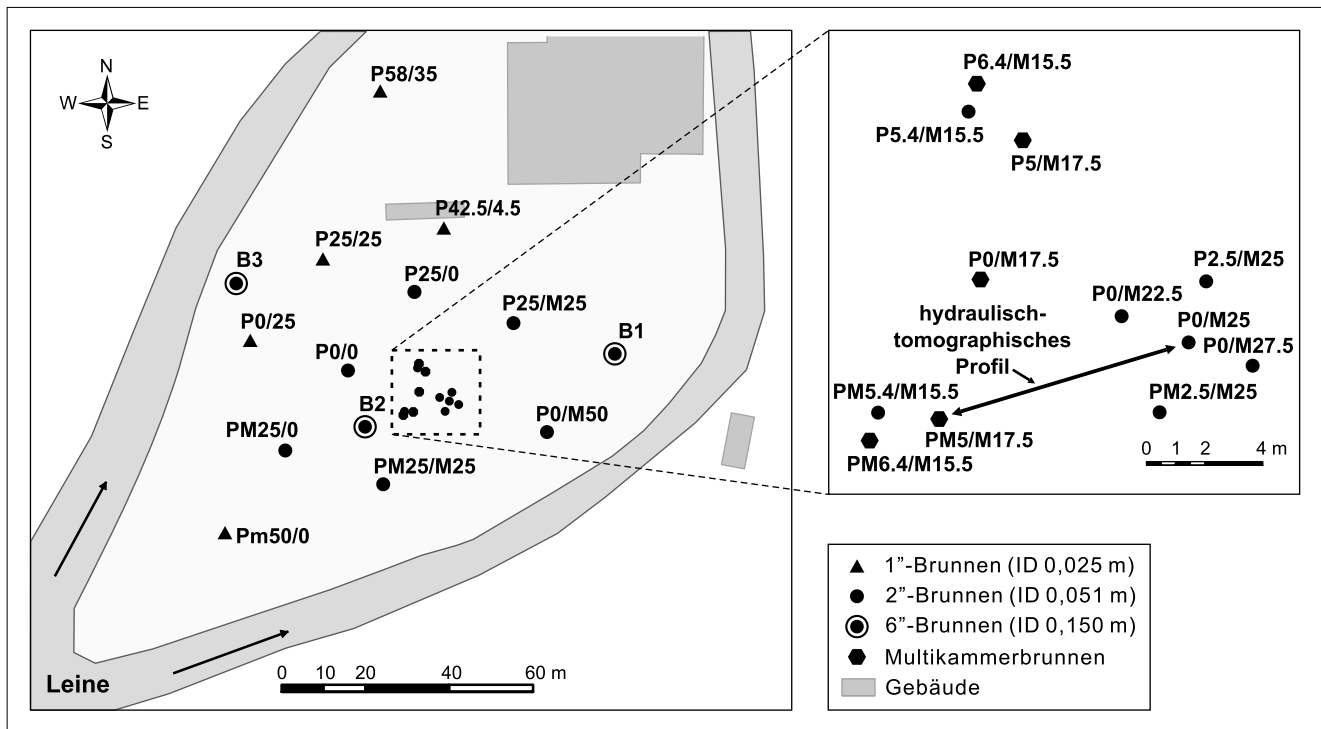 N
W
E
S
P58/35
P42.5/4.5
P25/25
B3
P25/0
P25/M25
P0/25
B1
P0/0
B2
P0/M50
PM25/0
PM25/M25
Pm50/0
Leine
0 10 20 60 m
P6.4/M15.5
P5.4/M15.5
P5/M17.5
P0/M17.5
P2.5/M25
P0/M22.5
hydraulisch-
tomographisches
Profil
P0/M25
P0/M27.5
PM5.4/M15.5
PM2.5/M25
PM5/M17.5
PM6.4/M15.5
0 1 2 4 m
1”-Brunnen (ID 0,025 m)
2”-Brunnen (ID 0,051 m)
6”-Brunnen (ID 0,150 m)
Multikammerbrunnen
Gebäude